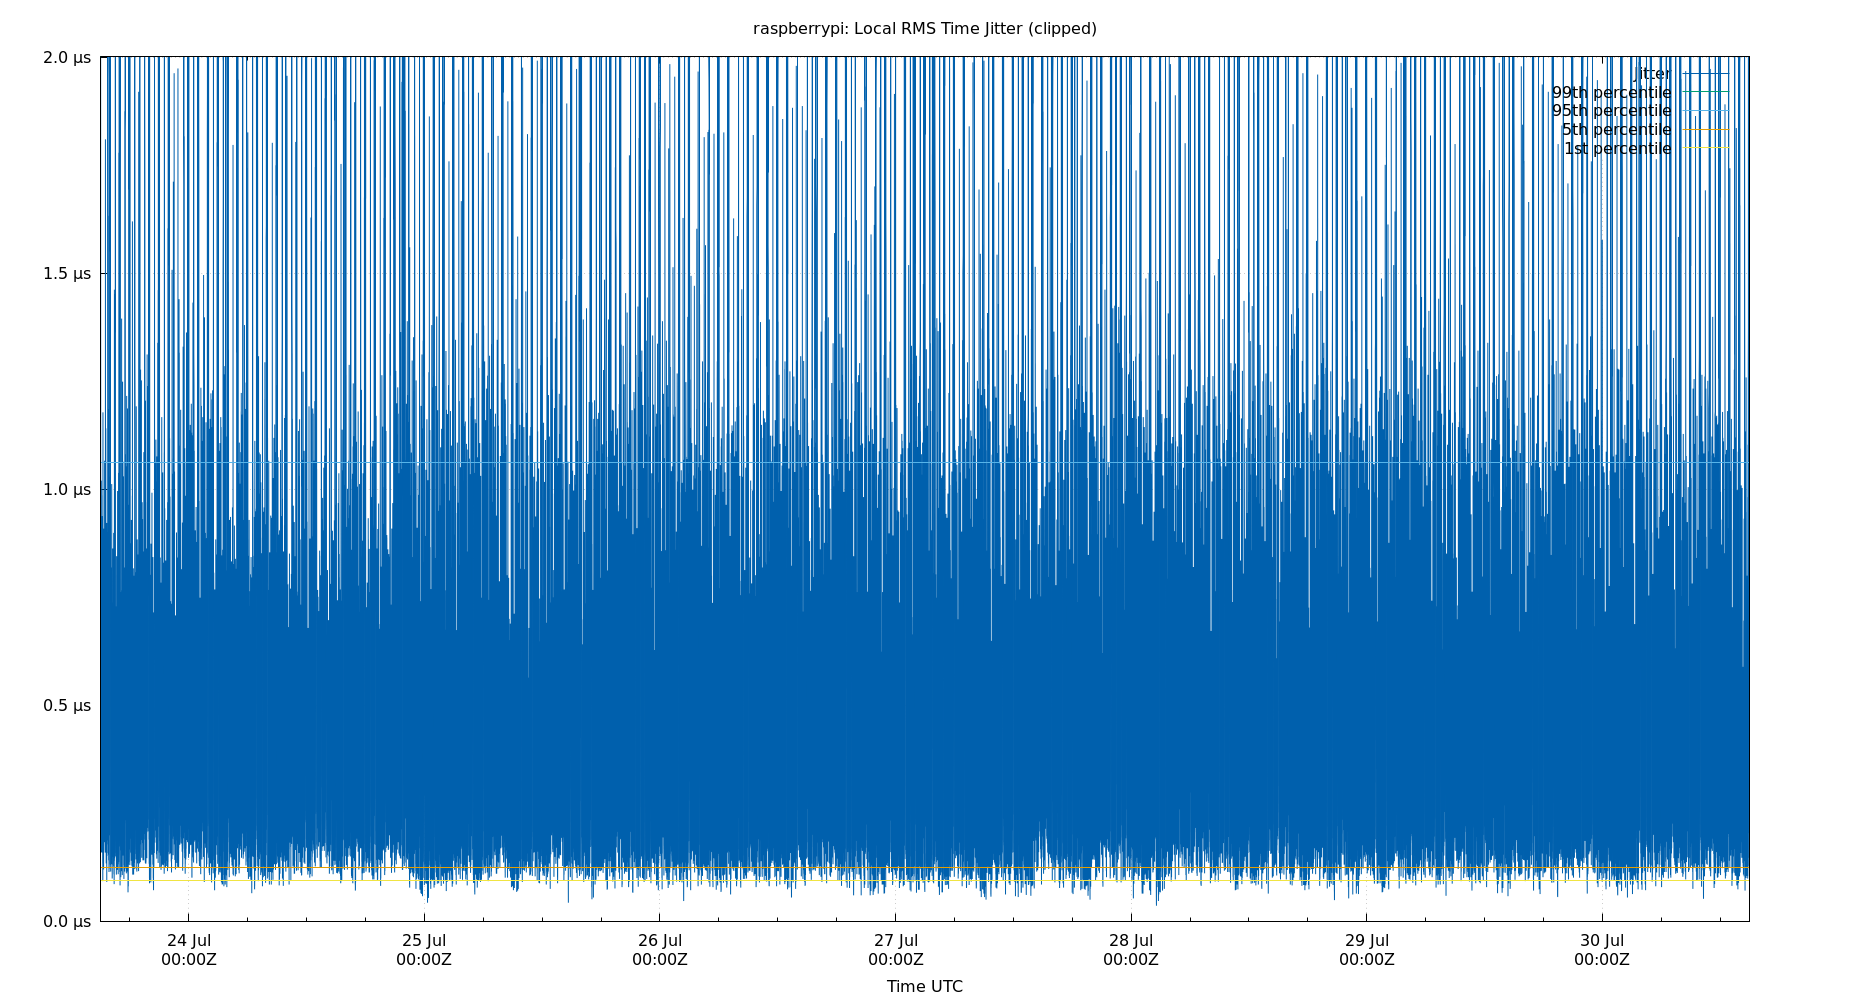 raspberrypi: Local RMS Time Jitter (clipped)
2.0 µs
1.5 µs
1.0 µs
0.5 µs
0.0 µs
jitter
99th percentile
95th percentile
5th percentile
1st percentile
24 Jul 25 Jul 26 Jul 27 Jul 28 Jul 29 Jul 30 Jul
00:00Z 00:00Z 00:00Z 00:00Z 00:00Z 00:00Z 00:00Z
Time UTC